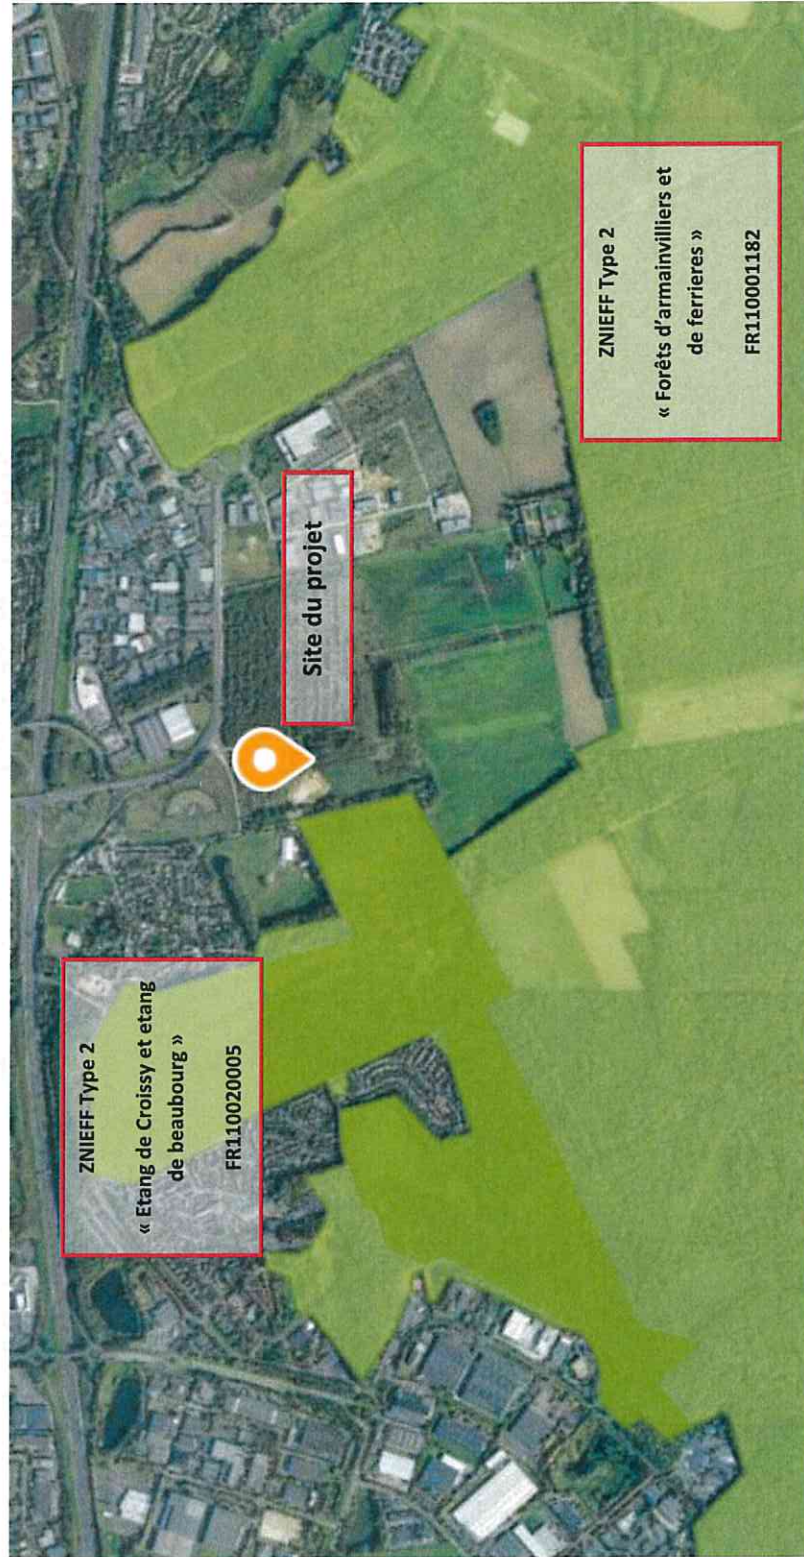 ZNIEFF Type 2
« Etang de Croissy et etang
de beaubourg »
FR110020005
Site du projet
ZNIEFF Type 2
« Forêts d'armainvilliers et
de ferrieres »
FR110001182